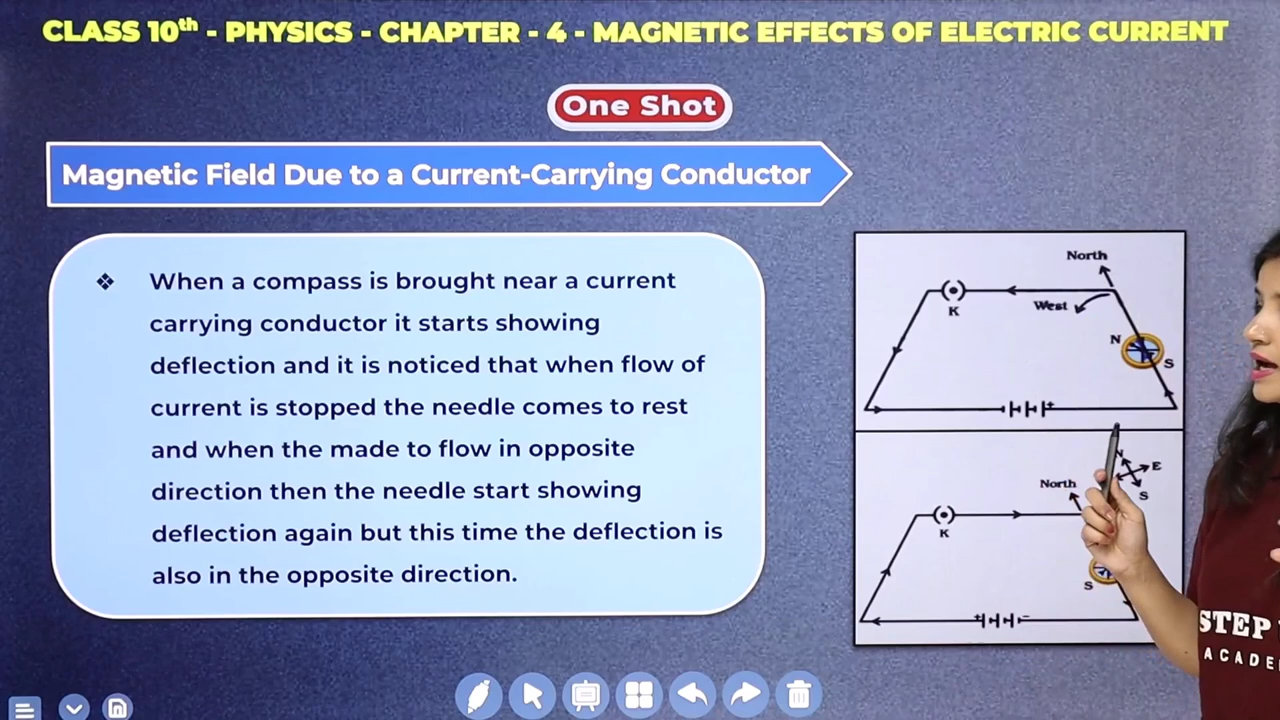 CLASS 10th - PHYSICS - CHAPTER - 4 - MAGNETIC EFFECTS OF ELECTRIC CURRENT
One Shot
Magnetic Field Due to a Current-Carrying Conductor
❖ When a compass is brought near a current
carrying conductor it starts showing
deflection and it is noticed that when flow of
current is stopped the needle comes to rest
and when the made to flow in opposite
direction then the needle start showing
deflection again but this time the deflection is
also in the opposite direction.
North
K
West
N
S
+
N
E
S
North
K
S
+ -
STEP
ACADE